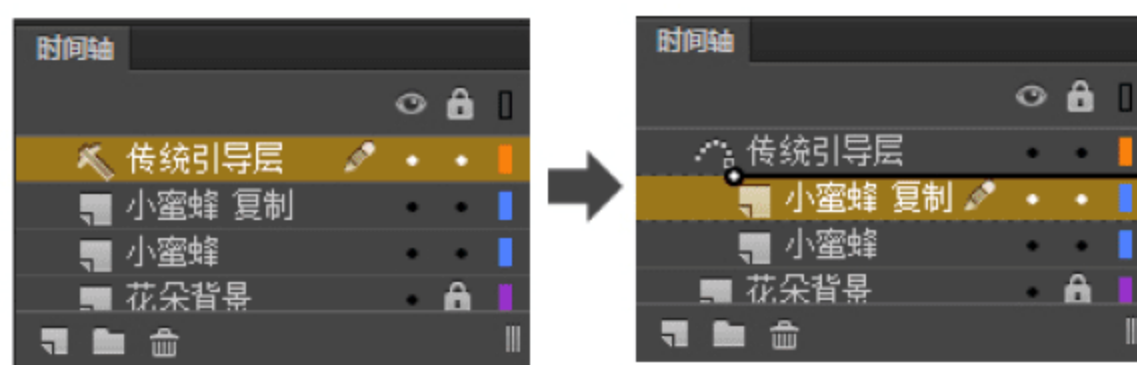 时间轴
传统引导层
小蜜蜂 复制
小蜜蜂
花朵背景
时间轴
传统引导层
小蜜蜂 复制
小蜜蜂
花朵背景